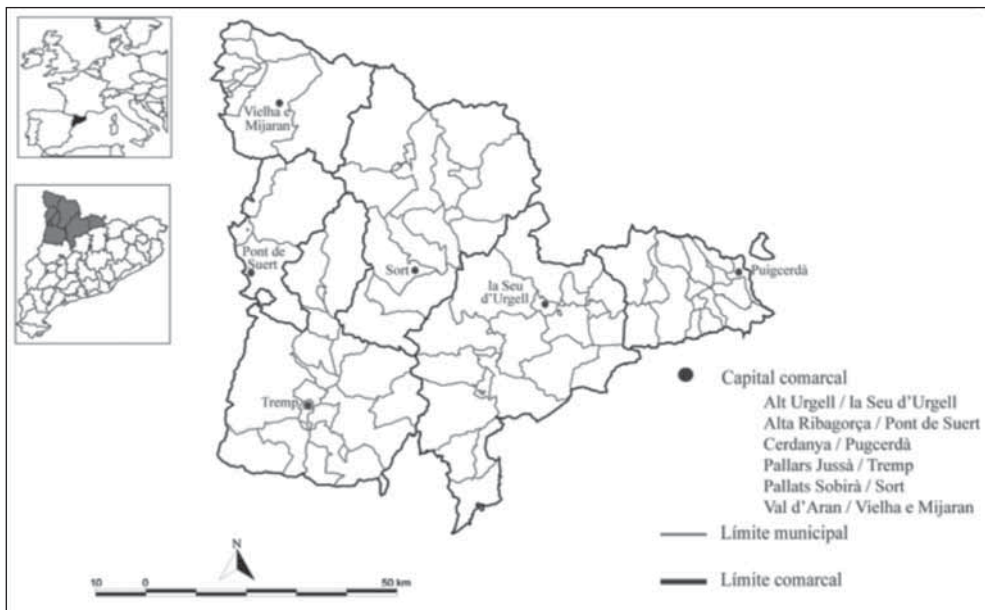 Vielha e
Mijaran
Pont de
Suert
Sort
la Seu
d'Urgell
Puigcerdà
Tremp
Capital comarcal
Alt Urgell / la Seu d'Urgell
Alta Ribagorça / Pont de Suert
Cerdanya / Pugcerdà
Pallars Jussà / Tremp
Pallats Sobirà / Sort
Val d'Aran / Vielha e Mijaran
Límite municipal
Límite comarcal
N
10 0 50 km